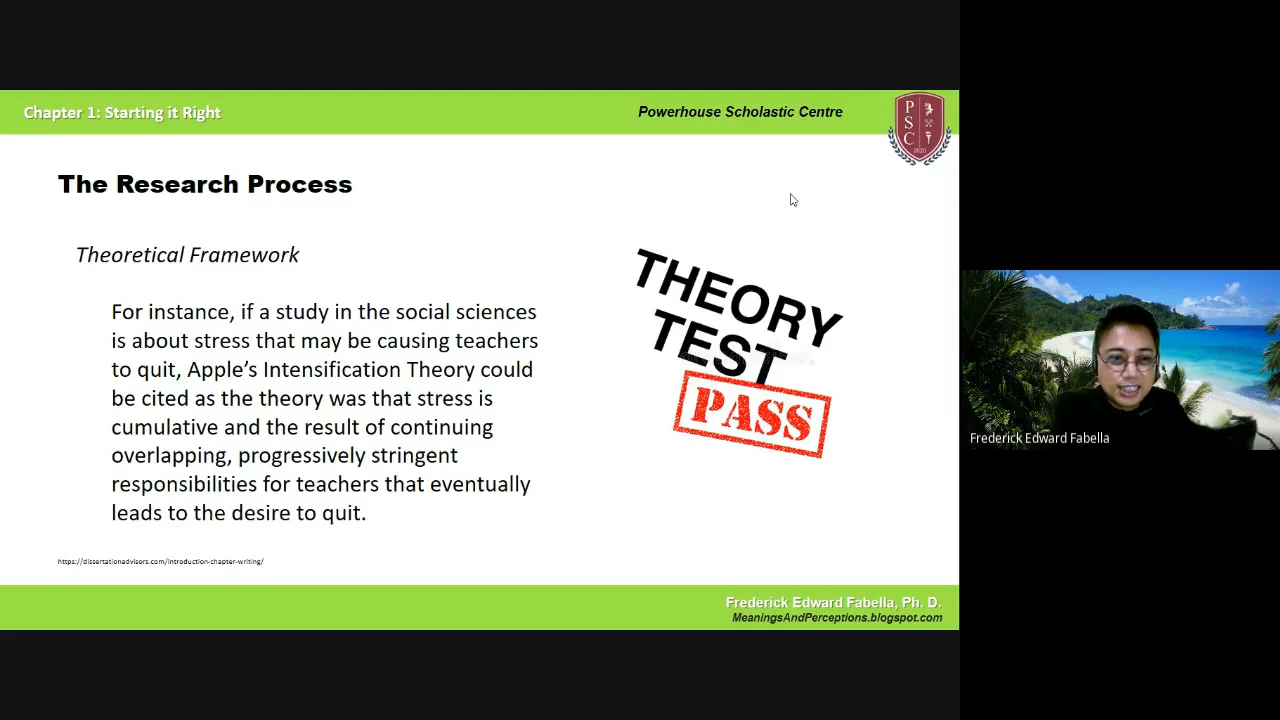 Chapter 1: Starting it Right
Powerhouse Scholastic Centre
P
S
C
2020
The Research Process
Theoretical Framework
For instance, if a study in the social sciences
is about stress that may be causing teachers
to quit, Apple's Intensification Theory could
be cited as the theory was that stress is
cumulative and the result of continuing
overlapping, progressively stringent
responsibilities for teachers that eventually
leads to the desire to quit.
THEORY
TEST
PASS
https://dissertationadvisors.com/introduction-chapter-writing/
Frederick Edward Fabella, Ph. D.
MeaningsAndPerceptions.blogspot.com
Frederick Edward Fabella